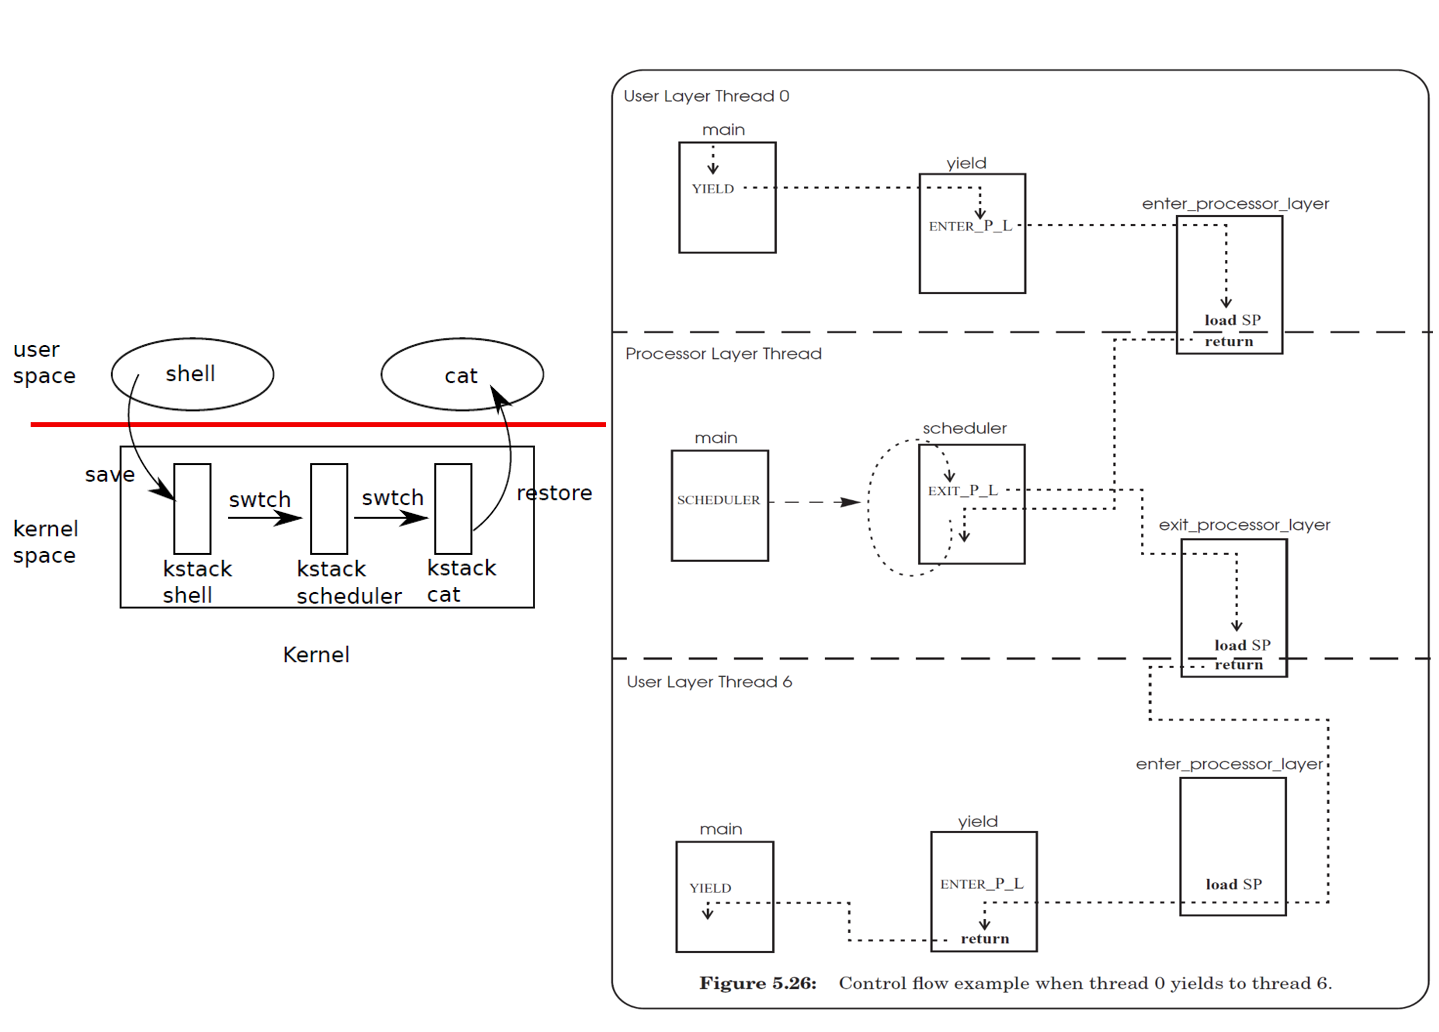 user
space
shell
cat
save
swtch
swtch
restore
kernel
space
kstack
shell
kstack
scheduler
kstack
cat
Kernel
User Layer Thread 0
main
YIELD
yield
ENTER_P_L
enter_processor_layer
load SP
return
Processor Layer Thread
main
SCHEDULER
scheduler
EXIT_P_L
exit_processor_layer
load SP
return
User Layer Thread 6
main
YIELD
yield
ENTER_P_L
return
enter_processor_layer
load SP
Figure 5.26: Control flow example when thread 0 yields to thread 6.